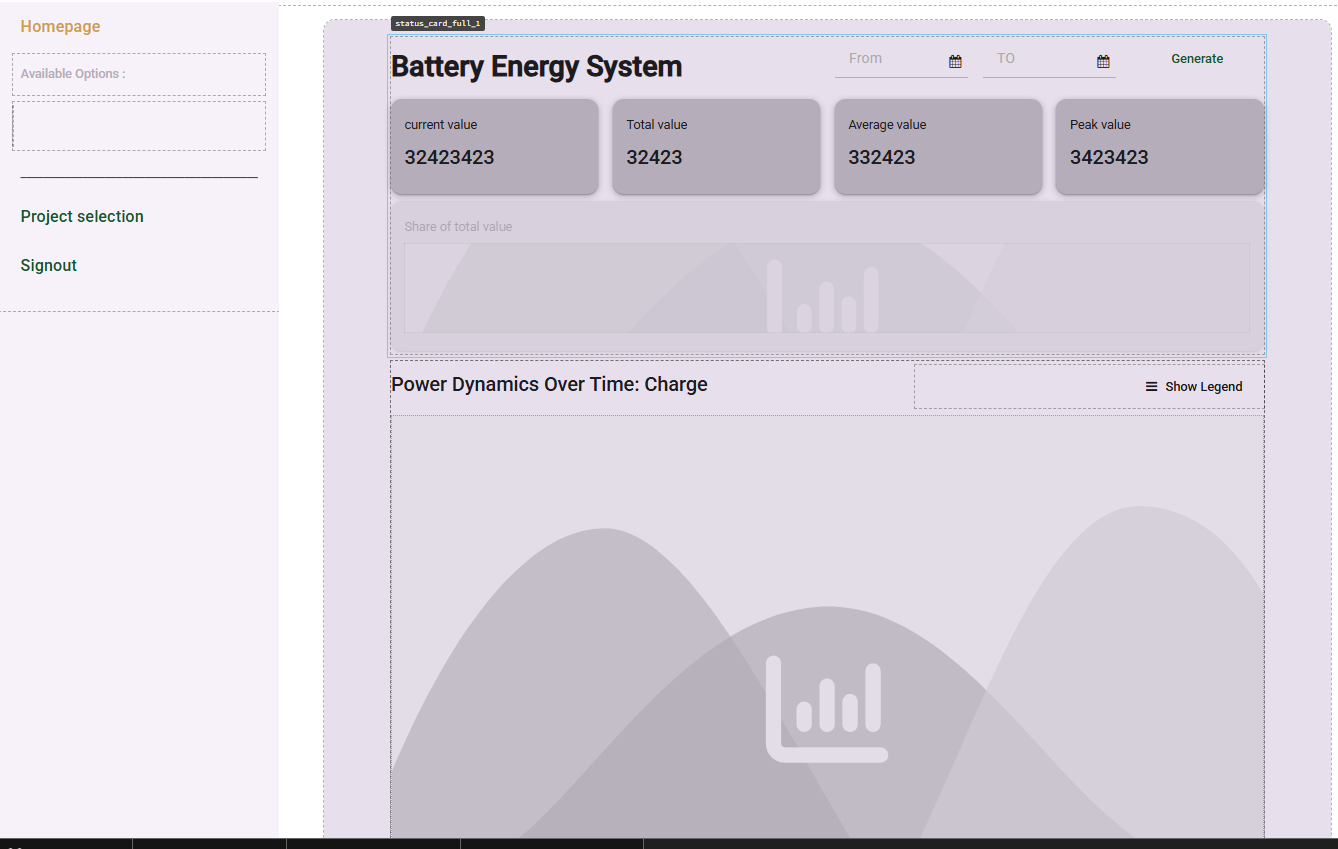 Homepage
Available Options :
Project selection
Signout
status_card_full_1
Battery Energy System
From
TO
Generate
current value
32423423
Total value
32423
Average value
332423
Peak value
3423423
Share of total value
Power Dynamics Over Time: Charge
Show Legend